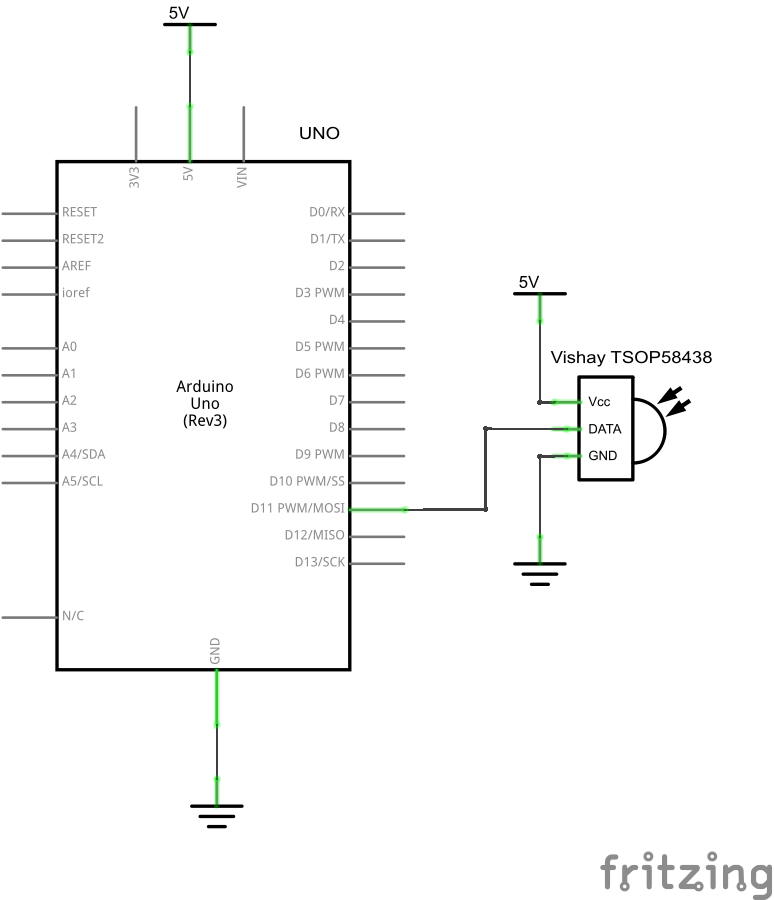 5V
UNO
3V3
5V
VIN
RESET
RESET2
AREF
ioref
A0
A1
A2
A3
A4/SDA
A5/SCL
N/C
Arduino
Uno
(Rev3)
D0/RX
D1/TX
D2
D3 PWM
D4
D5 PWM
D6 PWM
D7
D8
D9 PWM
D10 PWM/SS
D11 PWM/MOSI
D12/MISO
D13/SCK
GND
5V
Vishay TSOP58438
Vcc
DATA
GND
fritzing